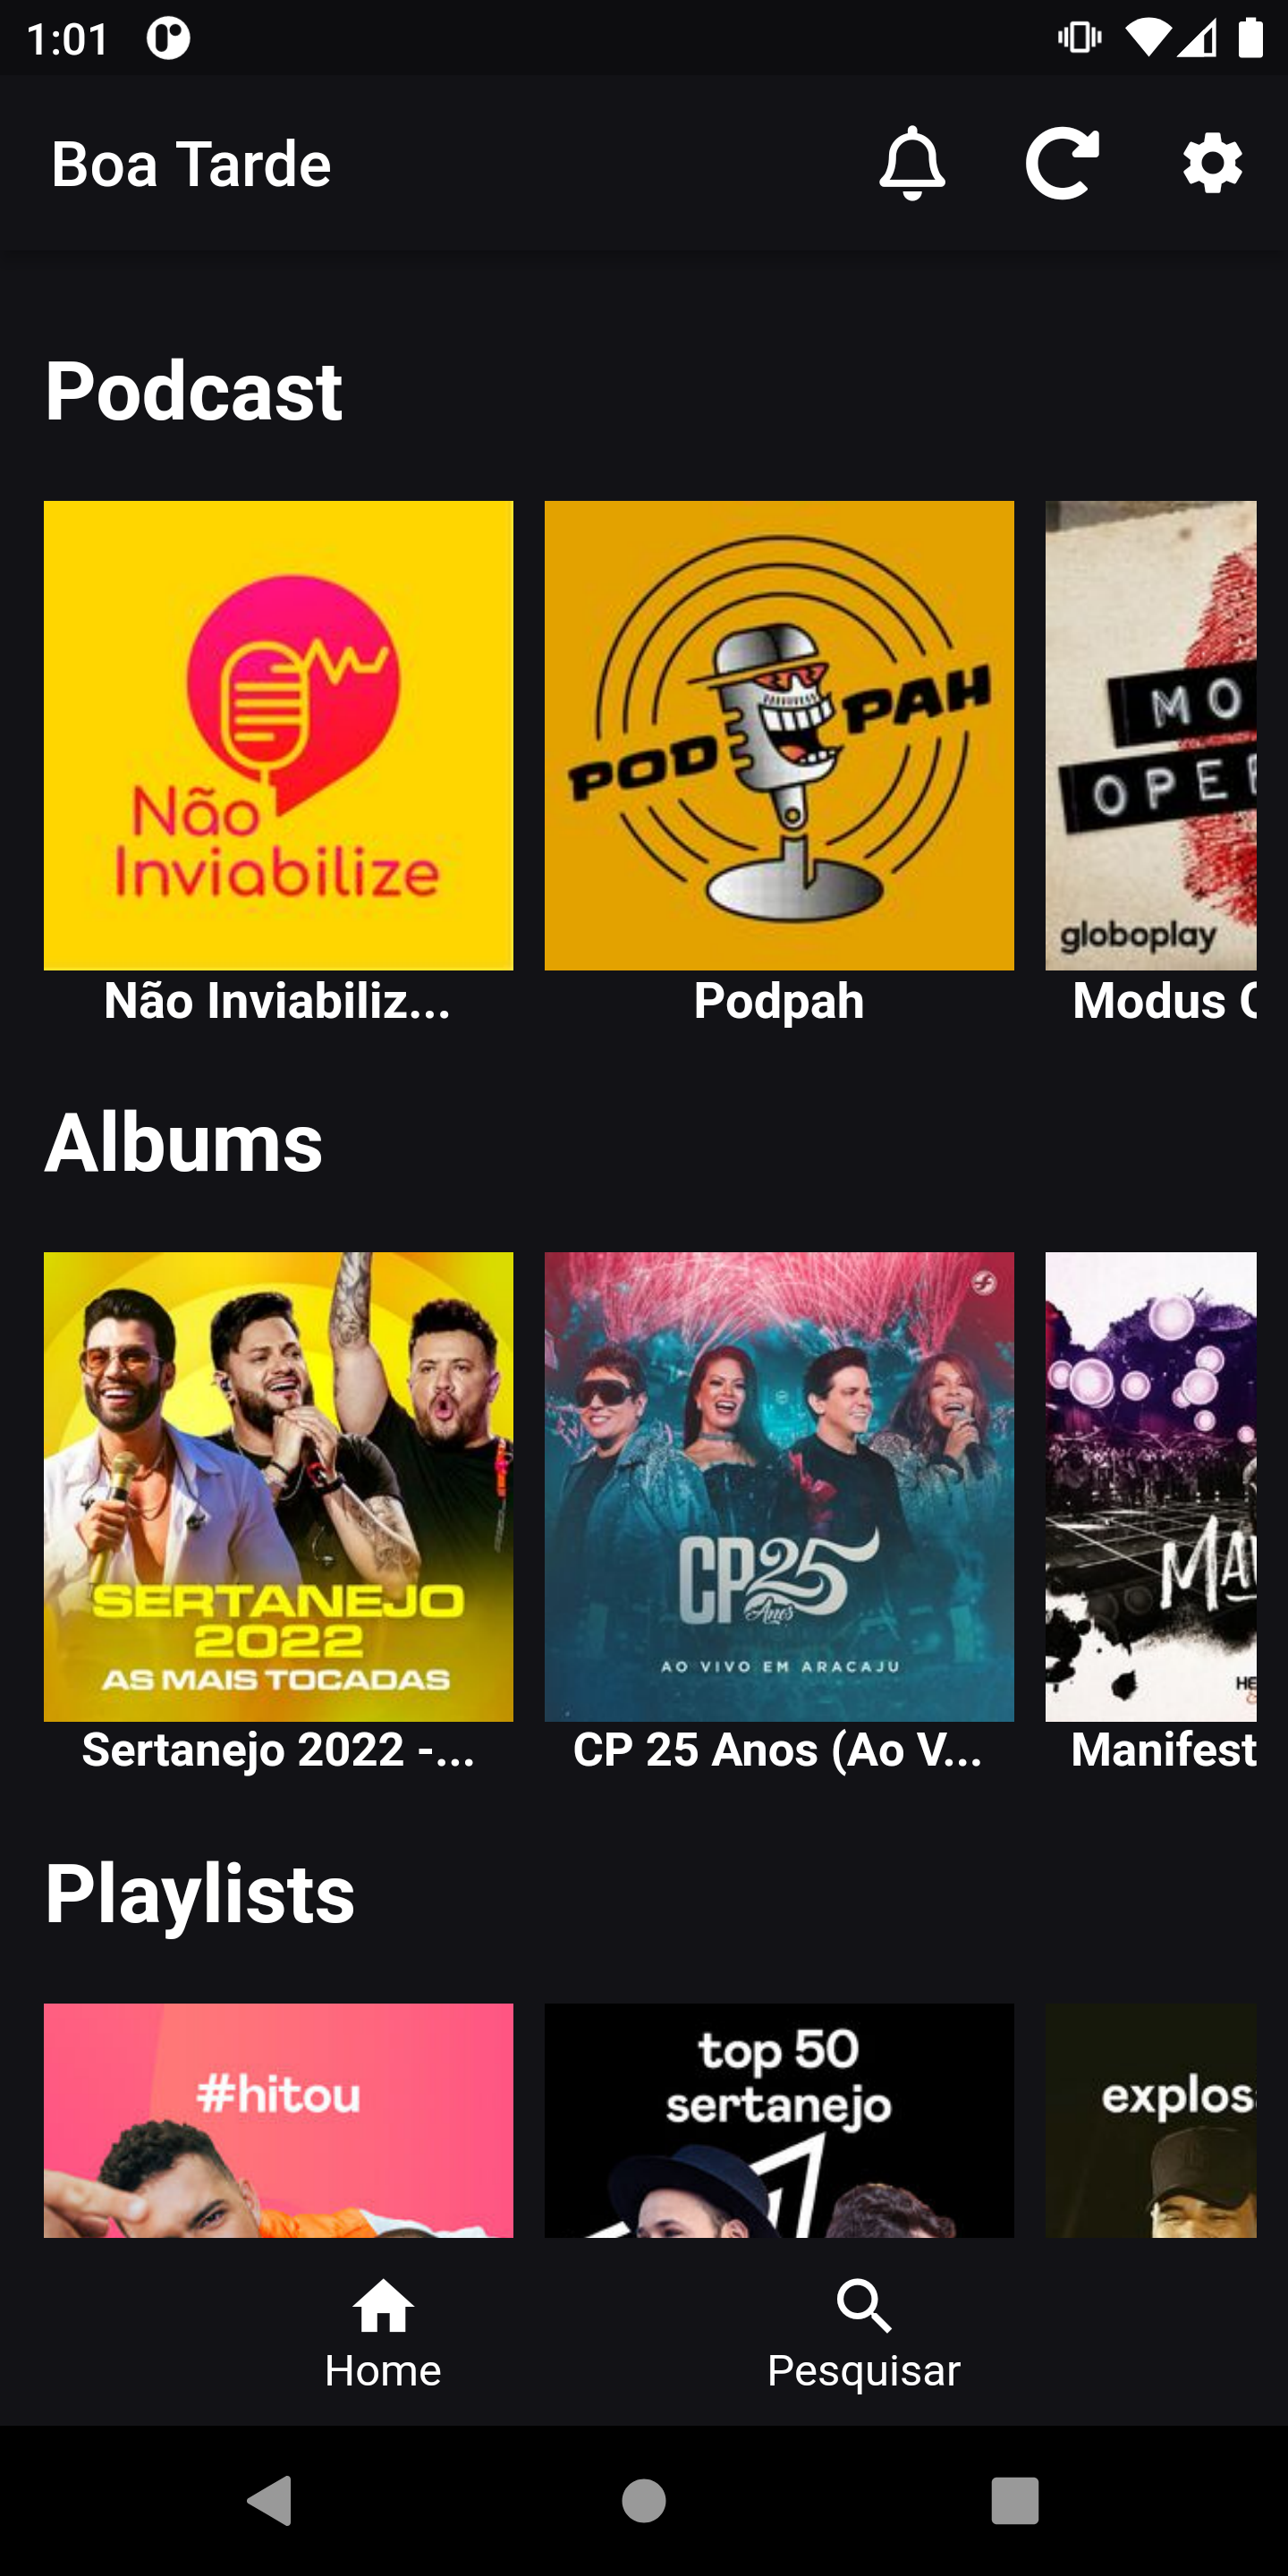 1:01
Boa Tarde
Podcast
Não
Inviabilize
POD PAH
MO
OPE
globoplay
Não Inviabiliz...
Podpah
Modus
Albums
SERTANEJO
2022
AS MAIS TOCADAS
CP25
Anos
AO VIVO EM ARACAJU
MA
HE
Sertanejo 2022 -...
CP 25 Anos (Ao V...
Manifest
Playlists
#hitou
top 50
sertanejo
explos
Home
Pesquisar